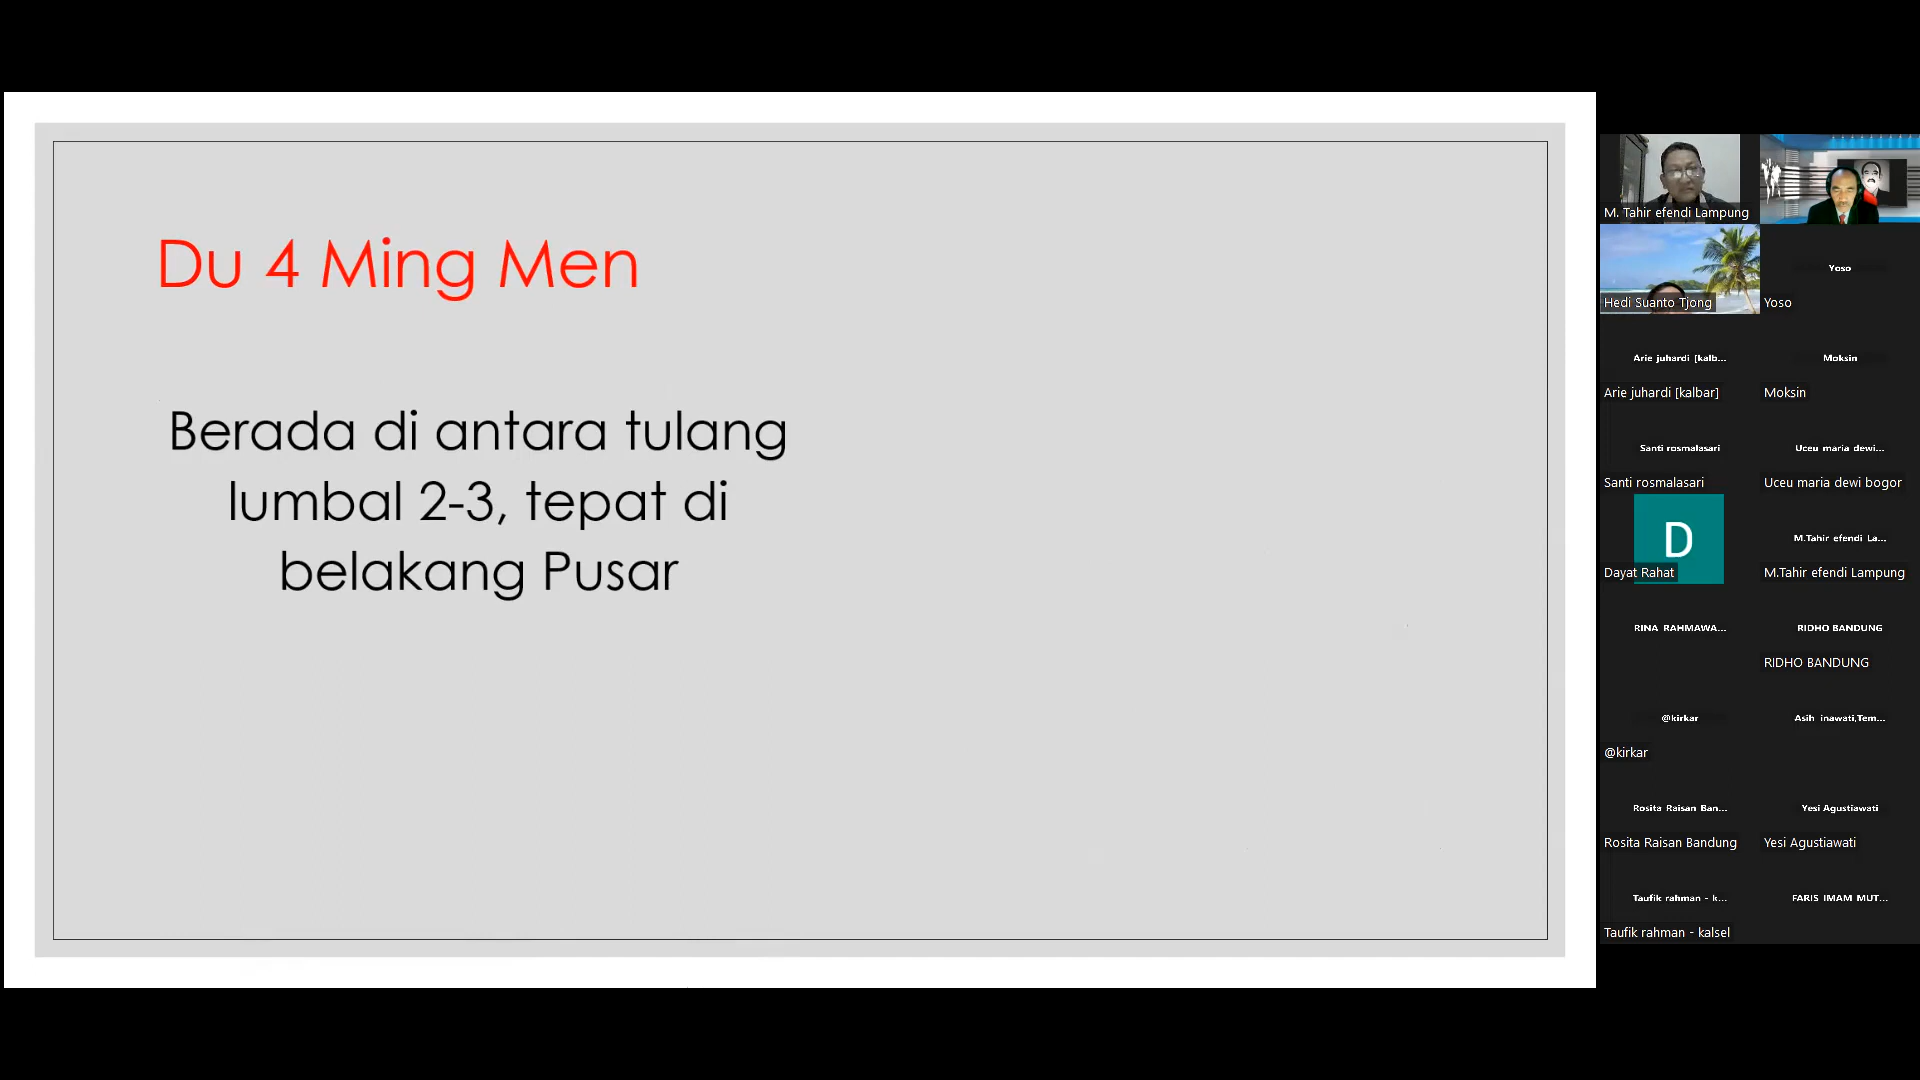 Du 4 Ming Men
Berada di antara tulang
lumbal 2-3, tepat di
belakang Pusar
M. Tahir efendi Lampung
Hedi Suanto Tjong
Yoso
Yoso
Arie juhardi [kalb...
Arie juhardi [kalbar]
Moksin
Moksin
Santi rosmalasari
Santi rosmalasari
Uceu maria dewi...
Uceu maria dewi bogor
D
Dayat Rahat
M.Tahir efendi La...
M.Tahir efendi Lampung
RINA RAHMAWA...
RIDHO BANDUNG
RIDHO BANDUNG
@kirkar
@kirkar
Asih inawati,Tem...
Rosita Raisan Ban...
Rosita Raisan Bandung
Yesi Agustiawati
Yesi Agustiawati
Taufik rahman - k...
Taufik rahman - kalsel
FARIS IMAM MUT...